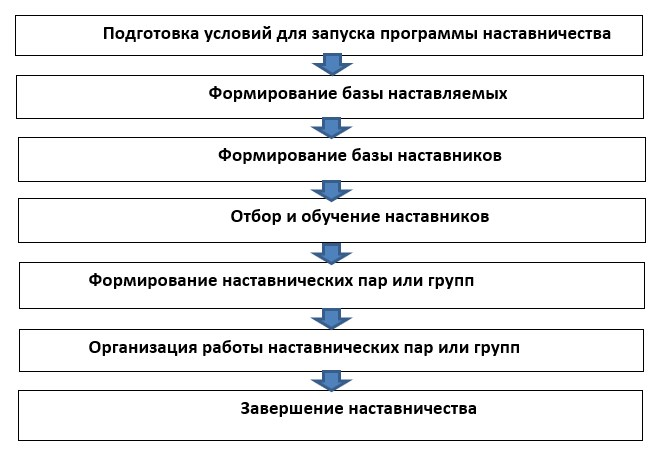 Подготовка условий для запуска программы наставничества
Формирование базы наставляемых
Формирование базы наставников
Отбор и обучение наставников
Формирование наставнических пар или групп
Организация работы наставнических пар или групп
Завершение наставничества